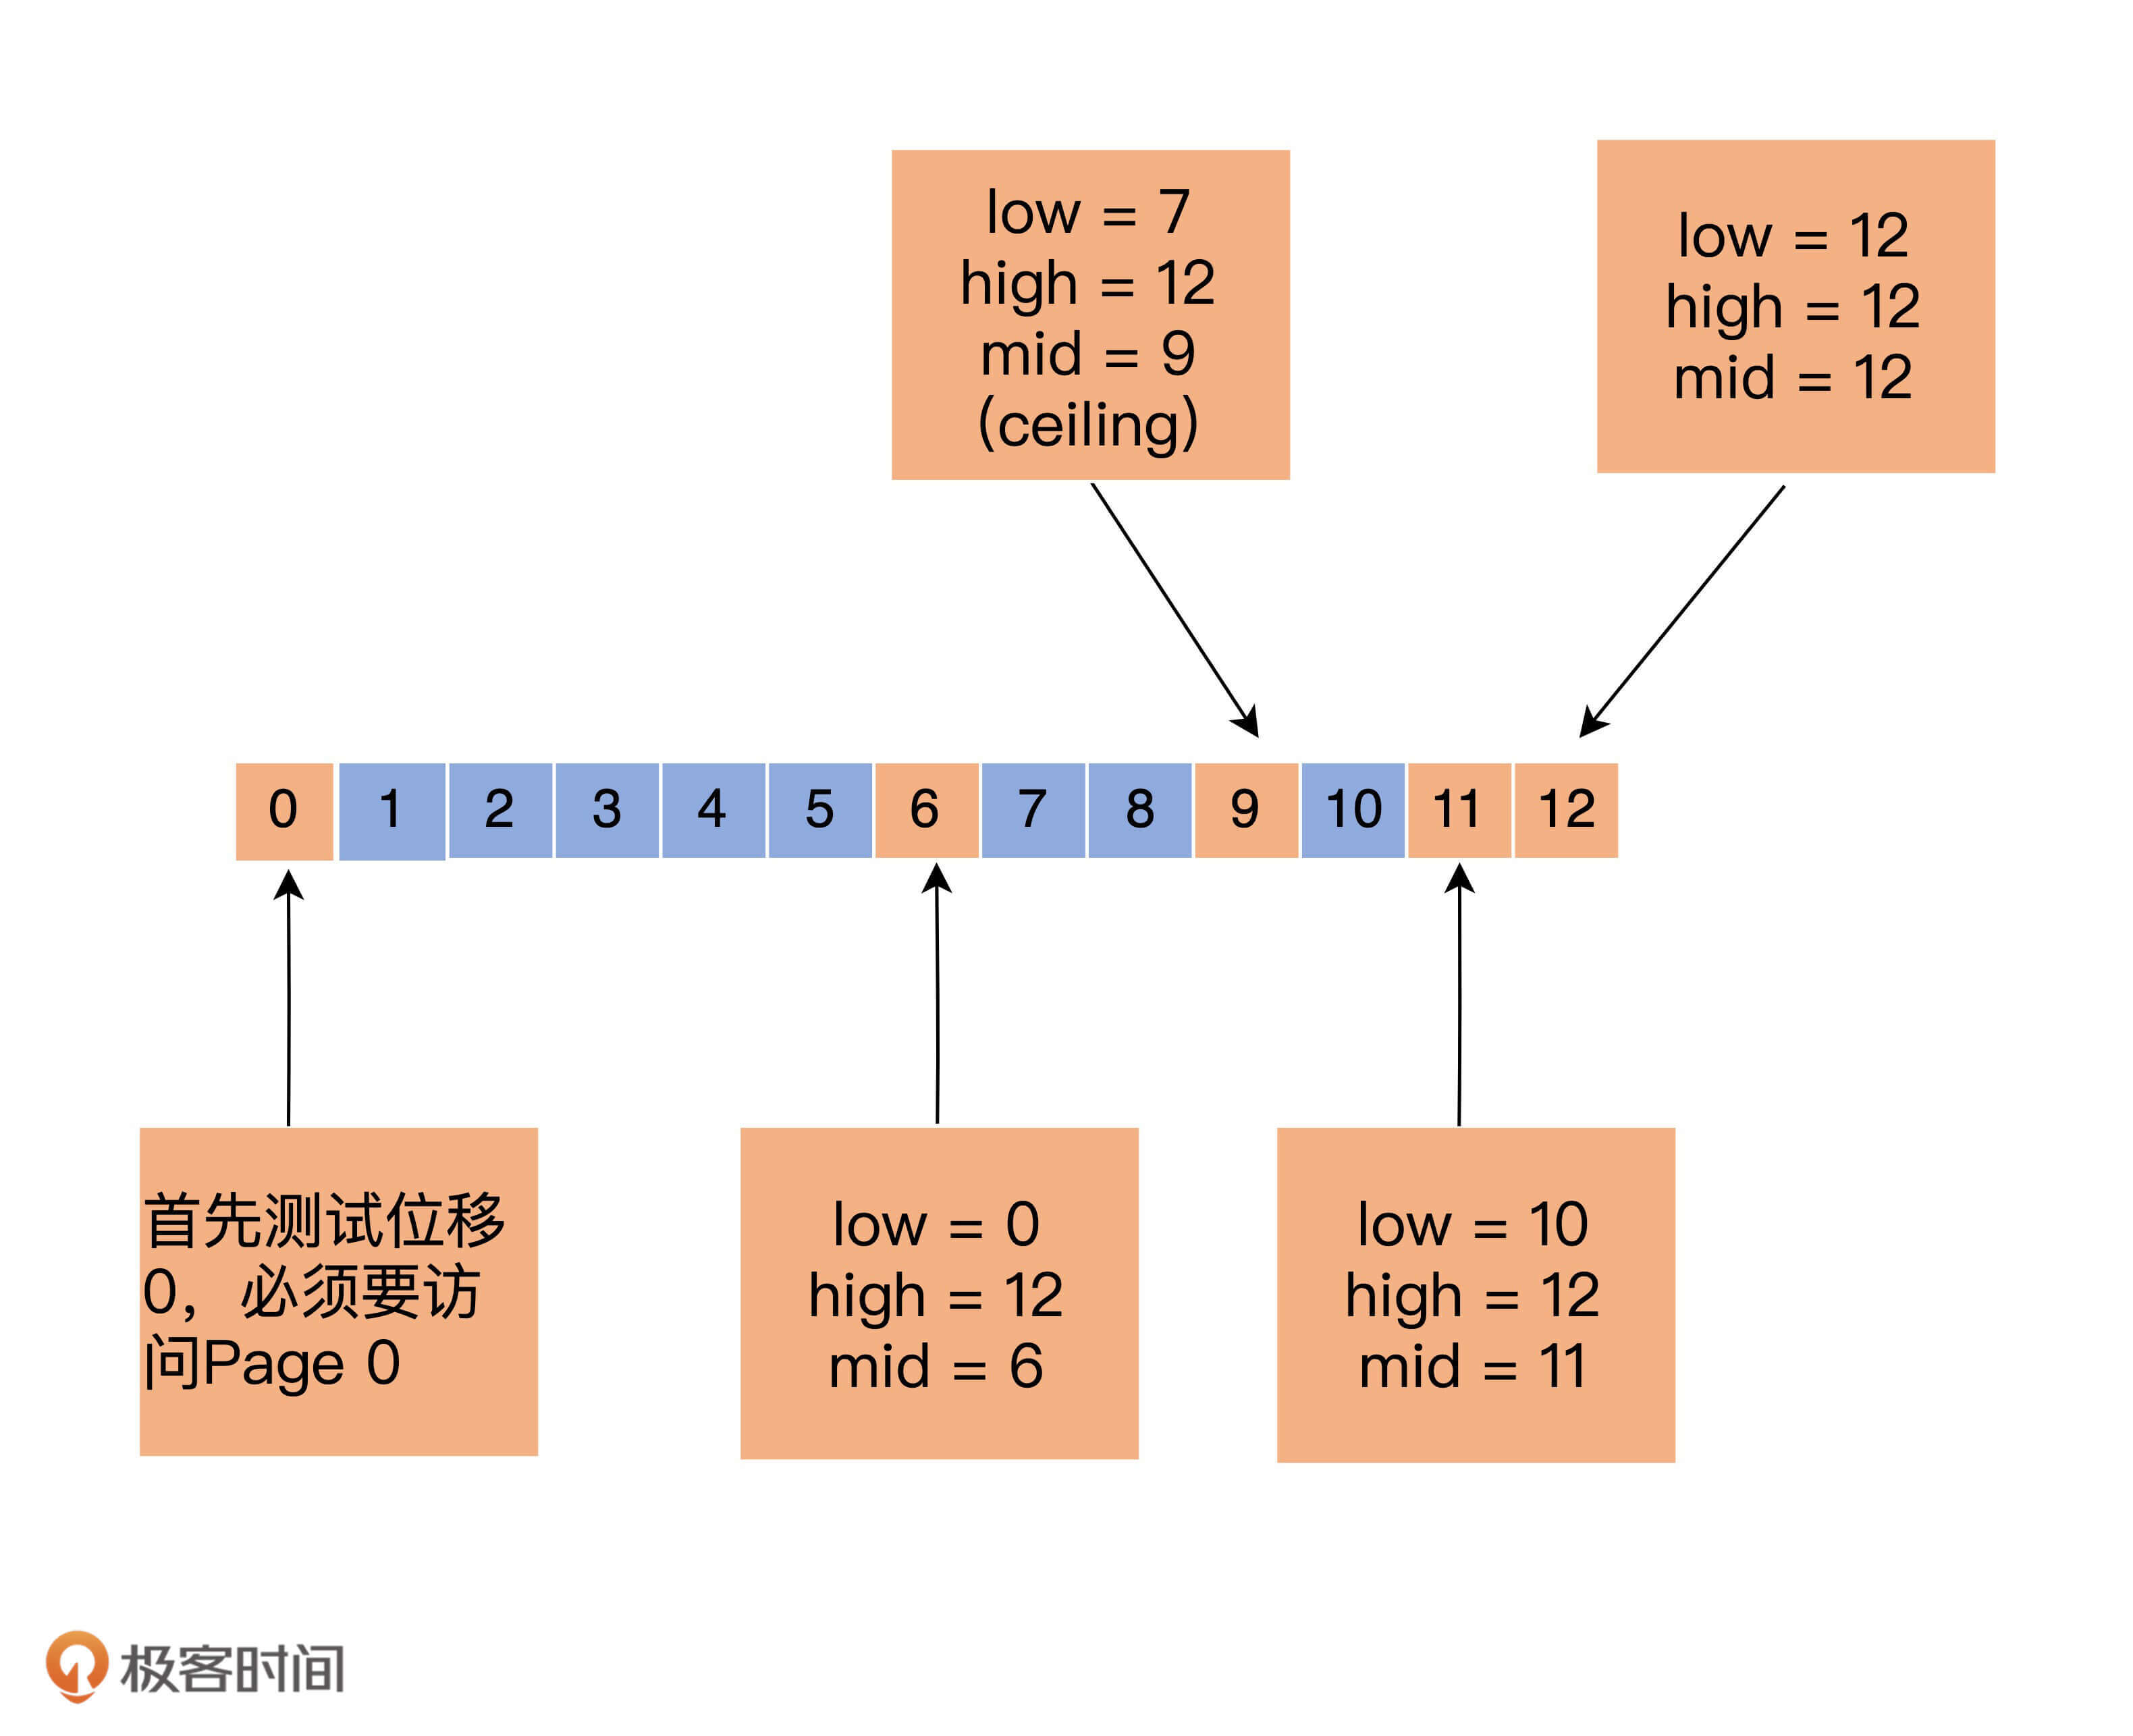 low = 7
high = 12
mid = 9
(ceiling)
low = 12
high = 12
mid = 12
0 1 2 3 4 5 6 7 8 9 10 11 12
首先测试位移
0，必须要访
问Page 0
low = 0
high = 12
mid = 6
low = 10
high = 12
mid = 11
极客时间